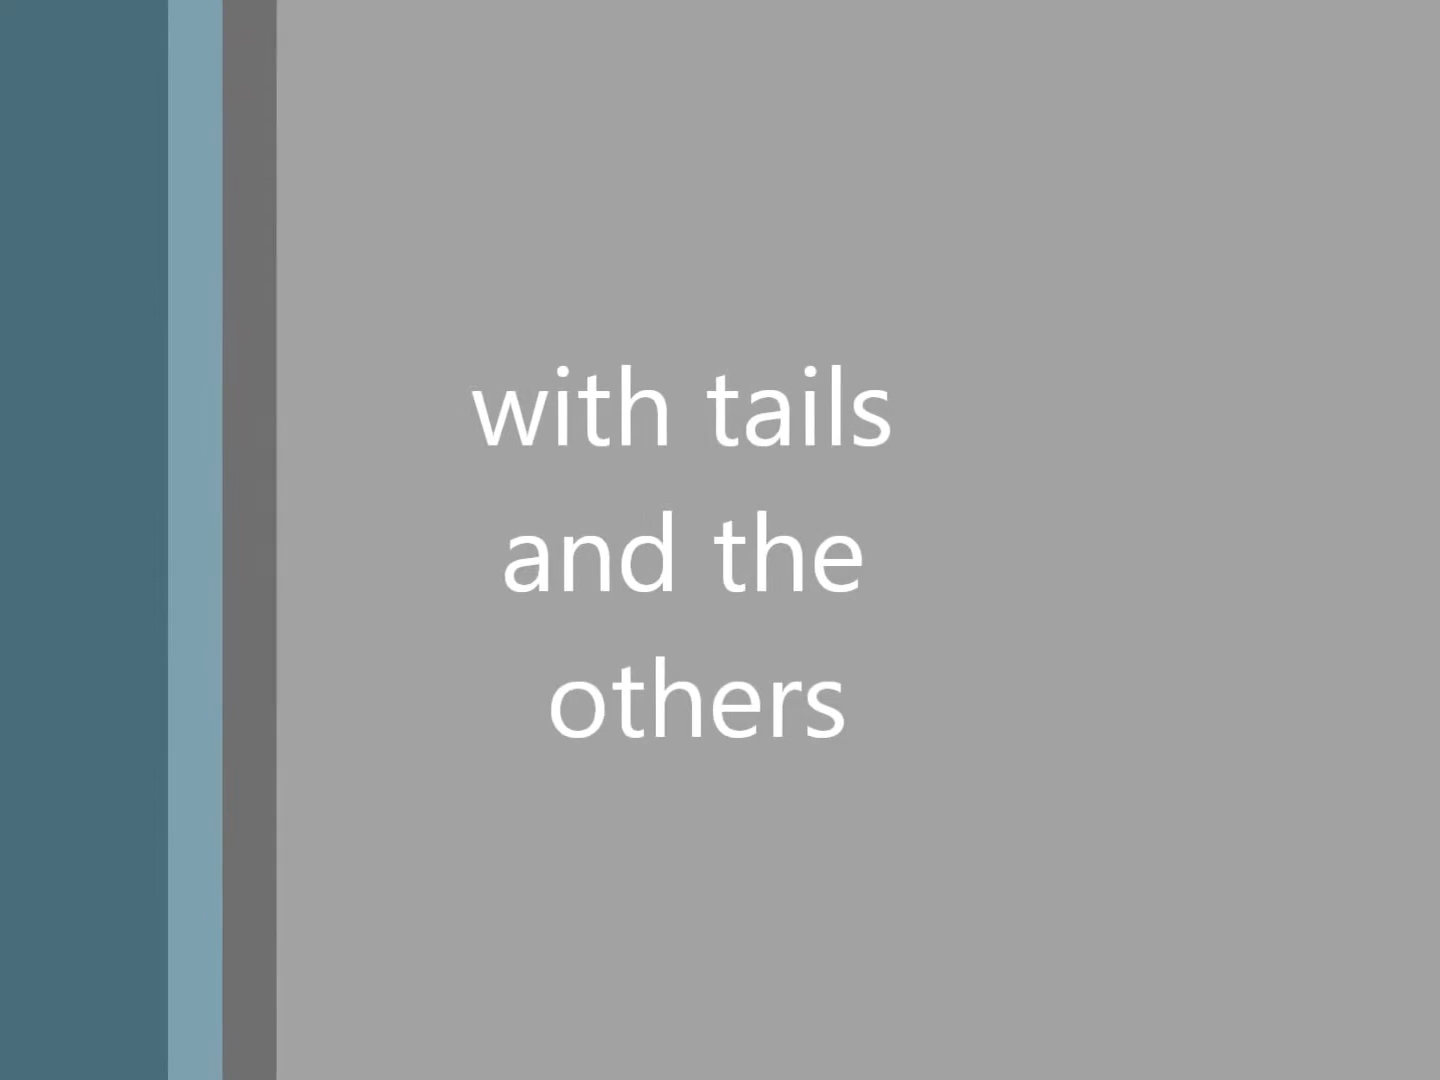 with tails
and the
others